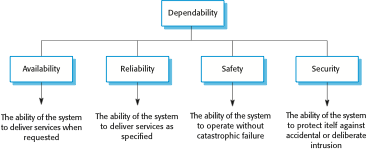 Dependability
Availability
Reliability
Safety
Security
The ability of the system
to deliver services when
requested
The ability of the system
to deliver services as
specified
The ability of the system
to operate without
catastrophic failure
The ability of the system
to protect itelf against
accidental or deliberate
intrusion